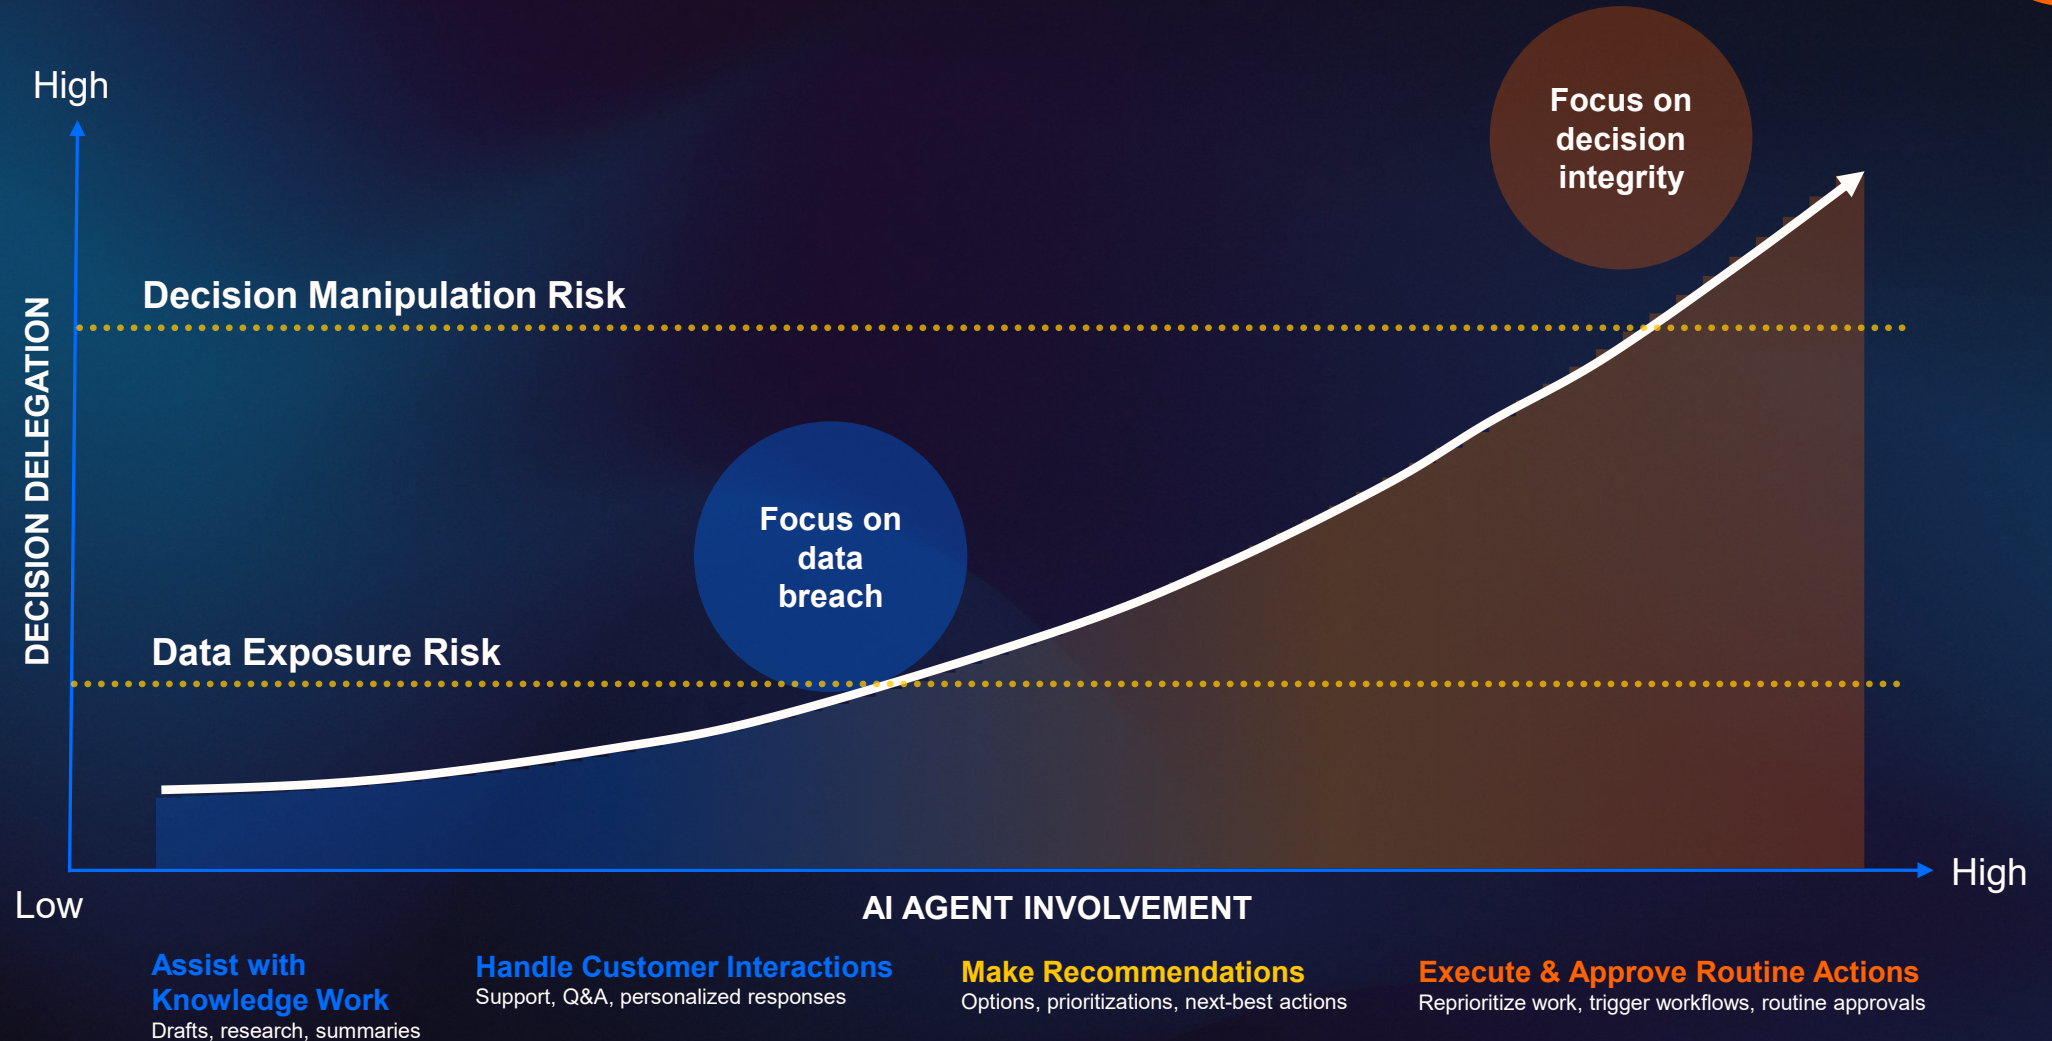 High
Focus on
decision
integrity
Decision Manipulation Risk
DECISION DELEGATION
Focus on
data
breach
Data Exposure Risk
High
Low
AI AGENT INVOLVEMENT
Assist with
Knowledge Work
Drafts, research, summaries
Handle Customer Interactions
Support, Q&A, personalized responses
Make Recommendations
Options, prioritizations, next-best actions
Execute & Approve Routine Actions
Reprioritize work, trigger workflows, routine approvals